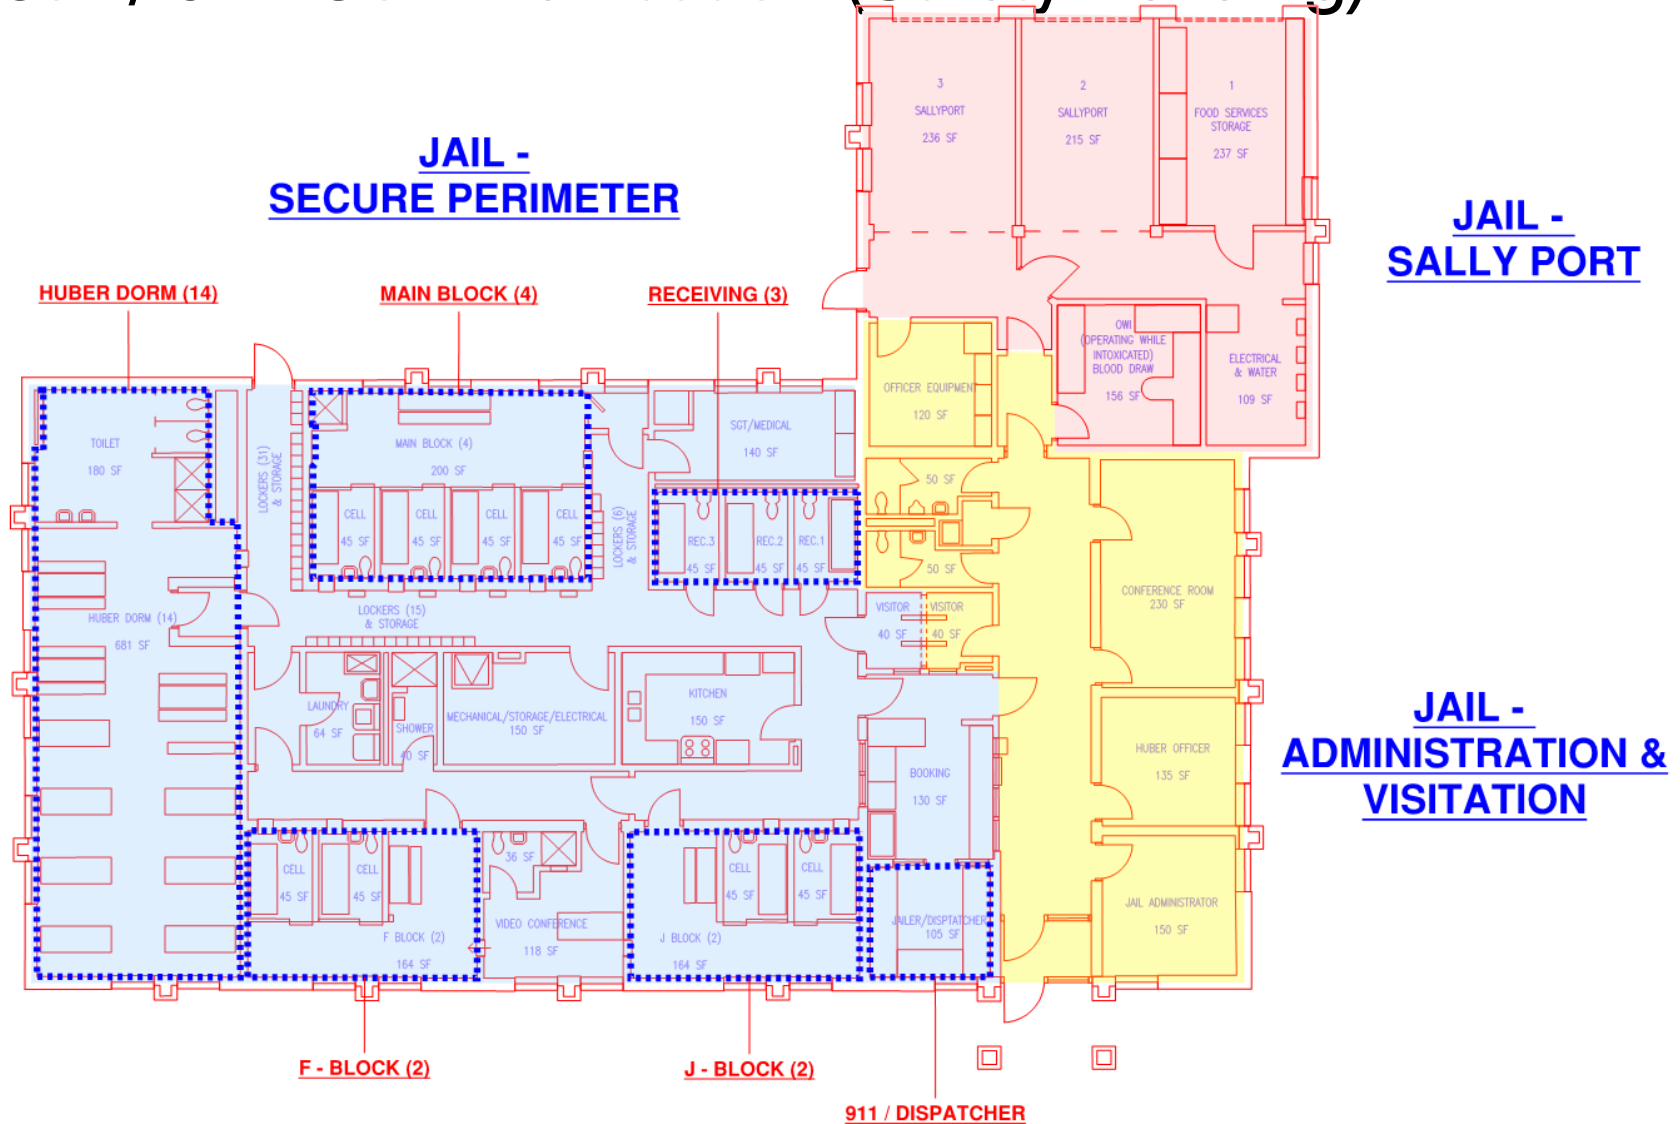 JAIL -
SECURE PERIMETER
JAIL -
SALLY PORT
JAIL -
ADMINISTRATION &
VISITATION
HUBER DORM (14)
MAIN BLOCK (4)
RECEIVING (3)
3
SALLYPORT
236 SF
2
SALLYPORT
215 SF
1
FOOD SERVICES
STORAGE
237 SF
OWI
(OPERATING WHILE
INTOXICATED)
BLOOD DRAW
156 SF
ELECTRICAL
& WATER
109 SF
OFFICER EQUIPMENT
120 SF
TOILET
180 SF
LOCKERS (31)
& STORAGE
MAIN BLOCK (4)
200 SF
CELL
45 SF
CELL
45 SF
CELL
45 SF
CELL
45 SF
LOCKERS (6)
& STORAGE
SGT/MEDICAL
140 SF
REC.3
45 SF
REC.2
45 SF
REC.1
45 SF
50 SF
50 SF
VISITOR
40 SF
VISITOR
40 SF
CONFERENCE ROOM
230 SF
HUBER DORM (14)
681 SF
LOCKERS (15)
& STORAGE
LAUNDRY
64 SF
SHOWER
40 SF
MECHANICAL/STORAGE/ELECTRICAL
150 SF
KITCHEN
150 SF
BOOKING
130 SF
HUBER OFFICER
135 SF
CELL
45 SF
CELL
45 SF
F BLOCK (2)
164 SF
36 SF
VIDEO CONFERENCE
118 SF
CELL
45 SF
CELL
45 SF
J BLOCK (2)
164 SF
JAILER/DISPTATCHER
105 SF
JAIL ADMINISTRATOR
150 SF
F - BLOCK (2)
J - BLOCK (2)
911 / DISPATCHER